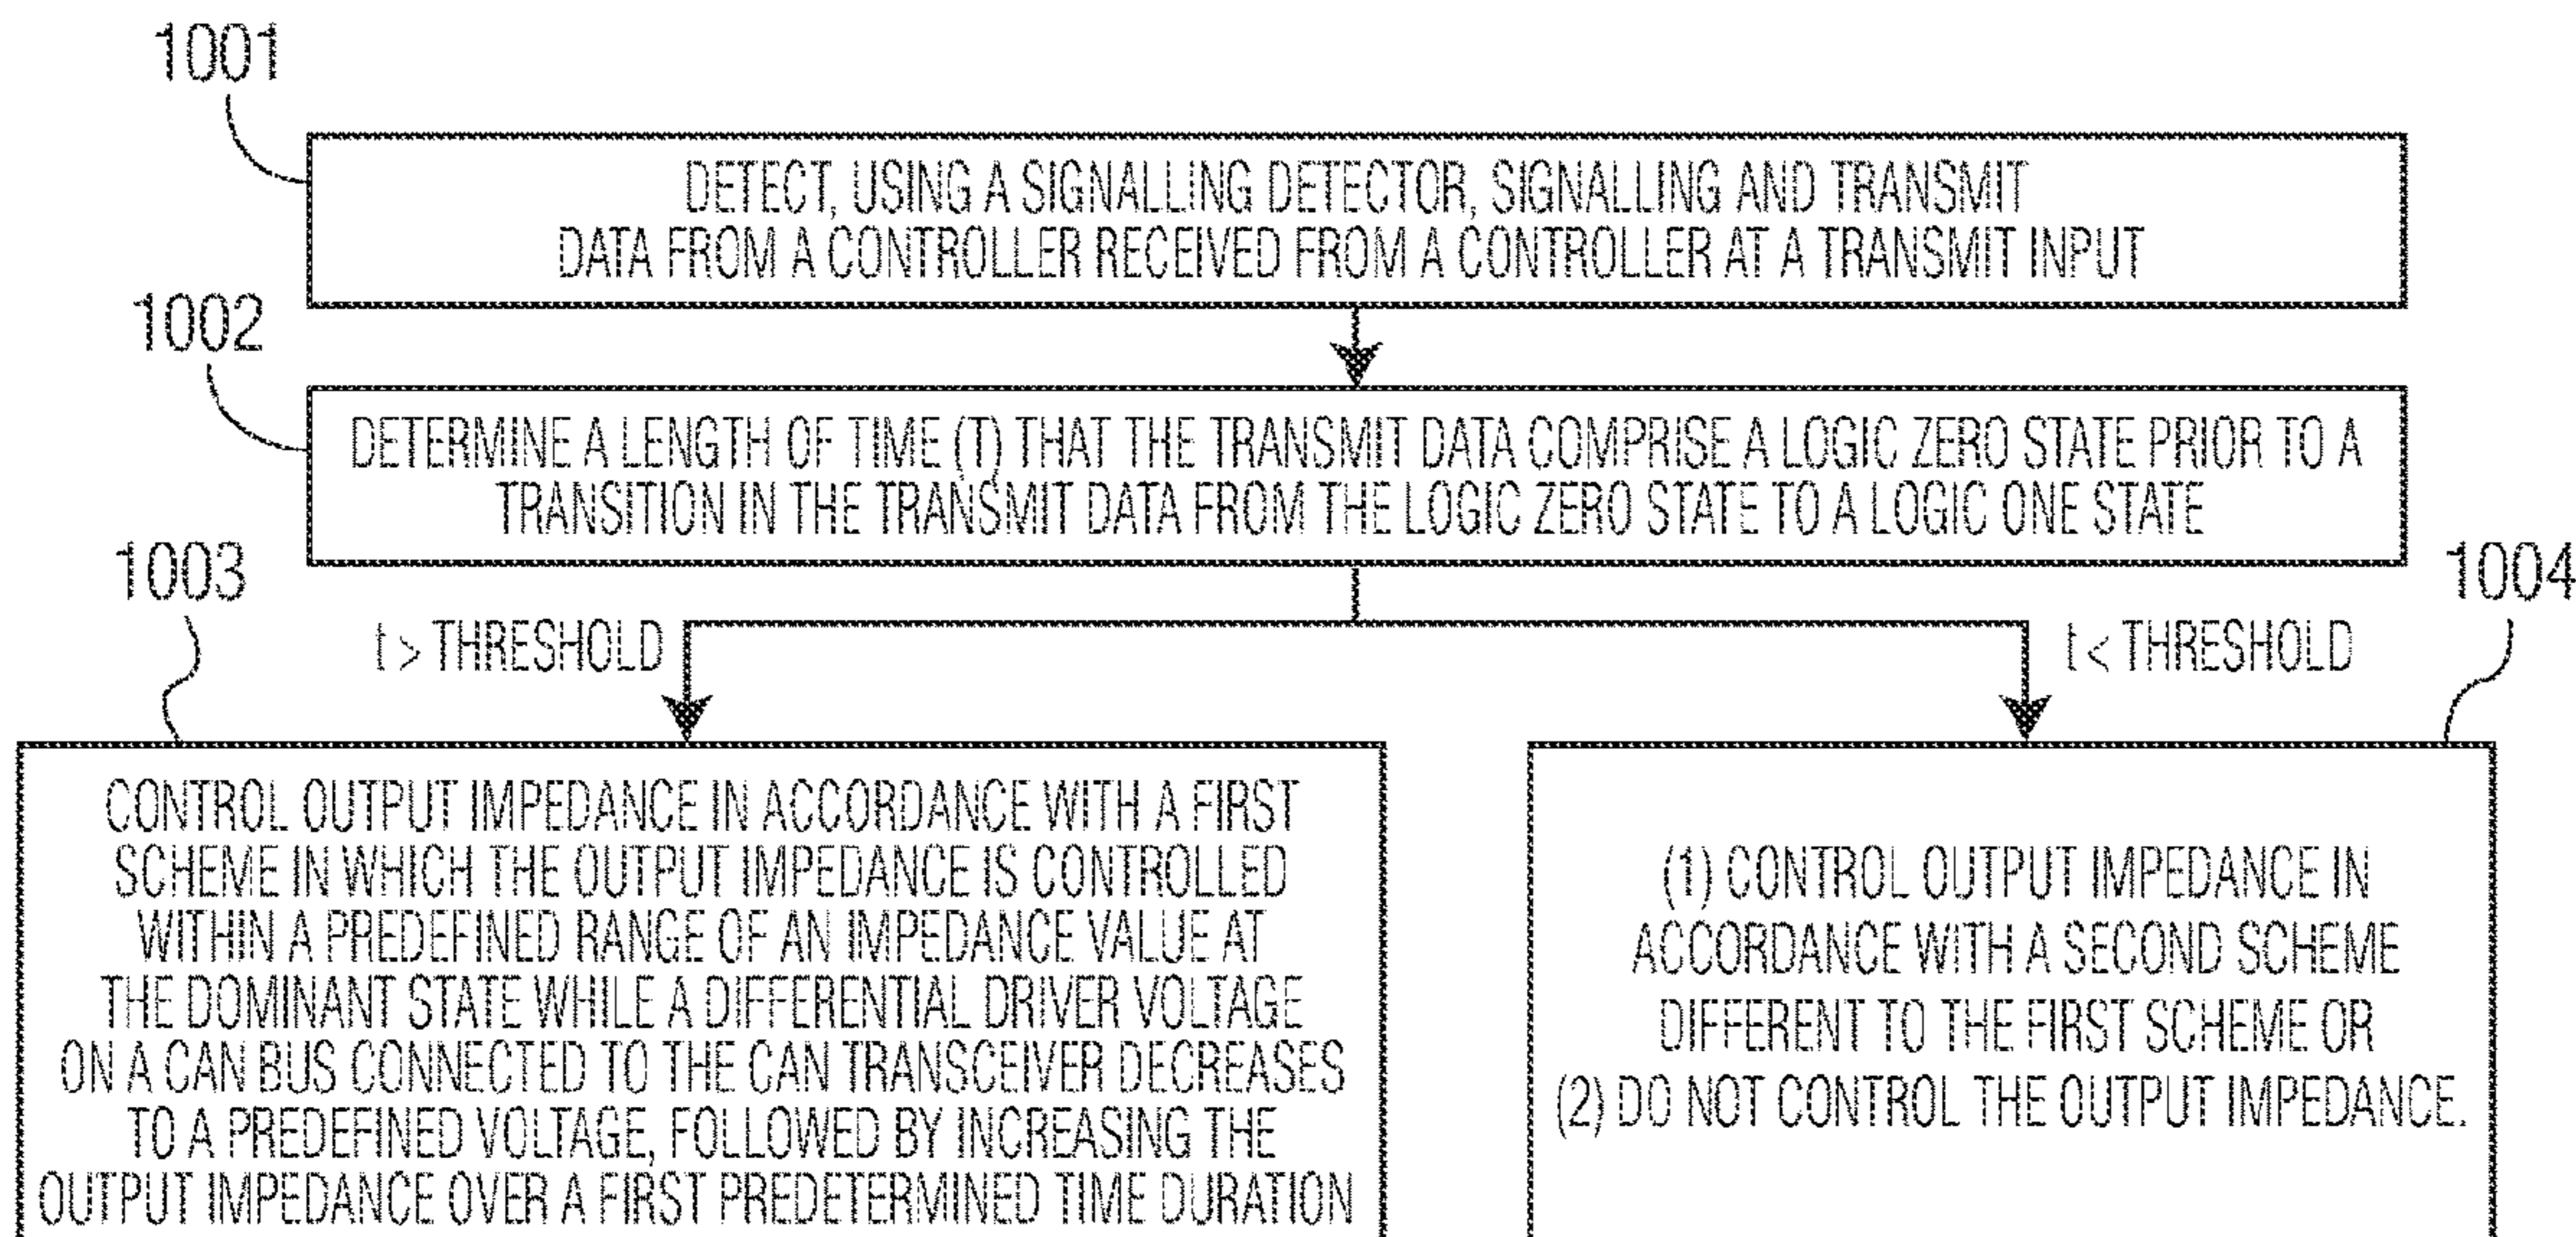 1001
DETECT, USING A SIGNALLING DETECTOR, SIGNALLING AND TRANSMIT
DATA FROM A CONTROLLER RECEIVED FROM A CONTROLLER AT A TRANSMIT INPUT
1002
DETERMINE A LENGTH OF TIME (T) THAT THE TRANSMIT DATA COMPRISE A LOGIC ZERO STATE PRIOR TO A
TRANSITION IN THE TRANSMIT DATA FROM THE LOGIC ZERO STATE TO A LOGIC ONE STATE
1003
t > THRESHOLD
CONTROL OUTPUT IMPEDANCE IN ACCORDANCE WITH A FIRST
SCHEME IN WHICH THE OUTPUT IMPEDANCE IS CONTROLLED
WITHIN A PREDEFINED RANGE OF AN IMPEDANCE VALUE AT
THE DOMINANT STATE WHILE A DIFFERENTIAL DRIVER VOLTAGE
ON A CAN BUS CONNECTED TO THE CAN TRANSCEIVER DECREASES
TO A PREDEFINED VOLTAGE, FOLLOWED BY INCREASING THE
OUTPUT IMPEDANCE OVER A FIRST PREDETERMINED TIME DURATION
1004
t < THRESHOLD
(1) CONTROL OUTPUT IMPEDANCE IN
ACCORDANCE WITH A SECOND SCHEME
DIFFERENT TO THE FIRST SCHEME OR
(2) DO NOT CONTROL THE OUTPUT IMPEDANCE.